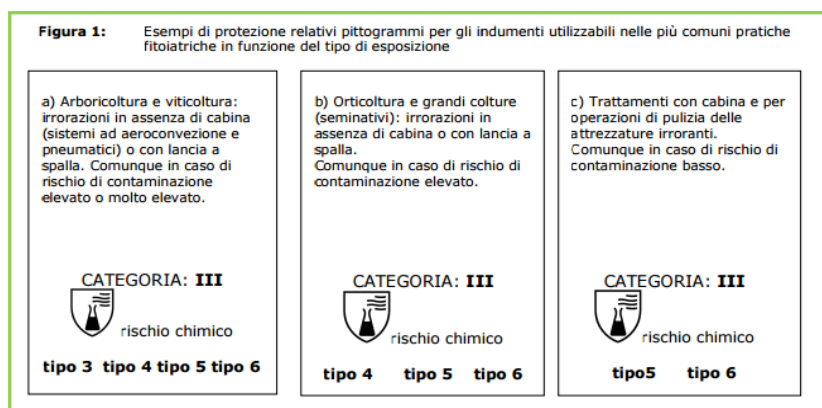 Figura 1: Esempi di protezione relativi pittogrammi per gli indumenti utilizzabili nelle più comuni pratiche
fitoiatriche in funzione del tipo di esposizione
a) Arboricoltura e viticoltura:
irrorazioni in assenza di cabina
(sistemi ad aeroconvezione e
pneumatici) o con lancia a
spalla. Comunque in caso di
rischio di contaminazione
elevato o molto elevato.
CATEGORIA: III
rischio chimico
tipo 3 tipo 4 tipo 5 tipo 6
b) Orticoltura e grandi colture
(seminativi): irrorazioni in
assenza di cabina o con lancia a
spalla.
Comunque in caso di rischio di
contaminazione elevato.
CATEGORIA: III
rischio chimico
tipo 4 tipo 5 tipo 6
c) Trattamenti con cabina e per
operazioni di pulizia delle
attrezzature irroranti.
Comunque in caso di rischio di
contaminazione basso.
CATEGORIA: III
rischio chimico
tipo5 tipo 6